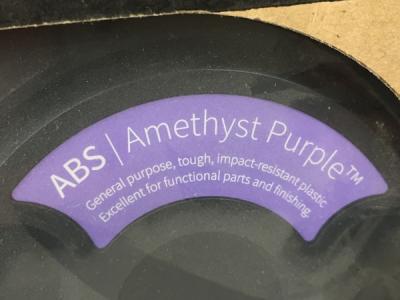 ABS | Amethyst Purple™
General purpose, tough, impact-resistant plastic.
Excellent for functional parts and finishing.